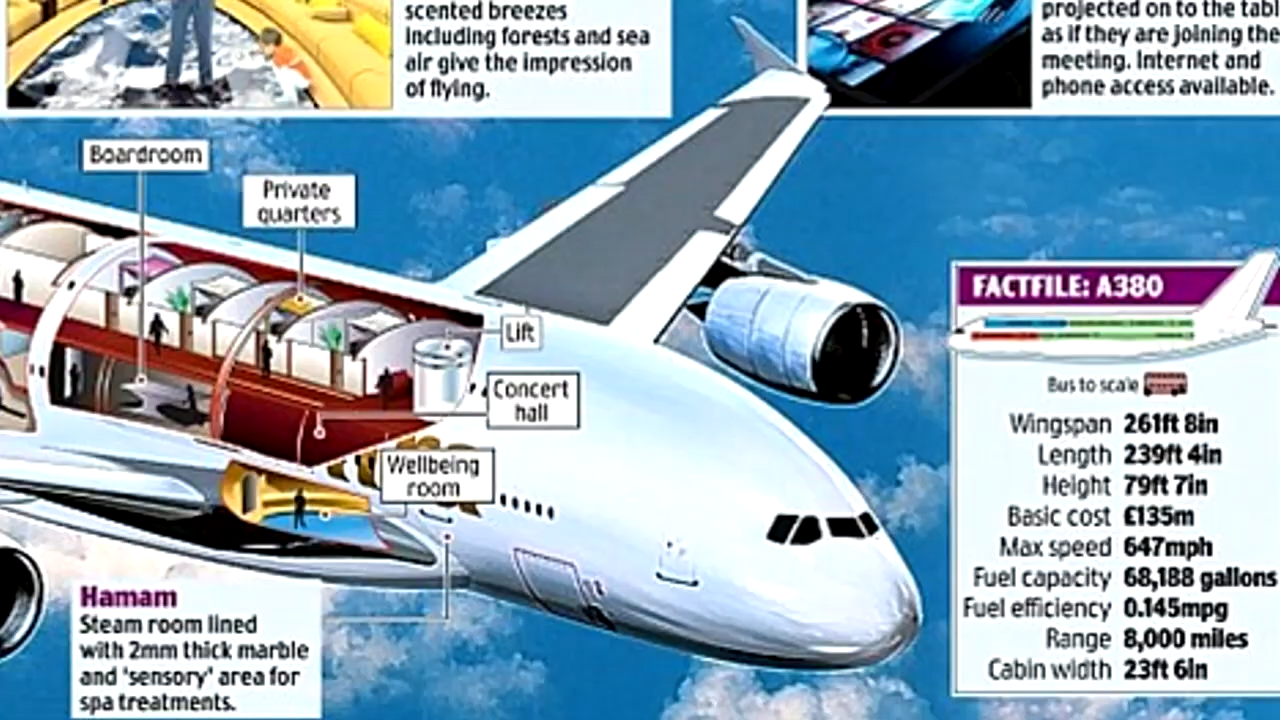 scented breezes
including forests and sea
air give the impression
of flying.
projected on to the tabl
as if they are joining the
meeting. Internet and
phone access available.
Boardroom
Private
quarters
Lift
Concert
hall
Wellbeing
room
Hamam
Steam room lined
with 2mm thick marble
and 'sensory' area for
spa treatments.
FACTFILE: A380
Bus to scale
Wingspan 261ft 8in
Length 239ft 4in
Height 79ft 7in
Basic cost £135m
Max speed 647mph
Fuel capacity 68,188 gallons
Fuel efficiency 0.145mpg
Range 8,000 miles
Cabin width 23ft 6in